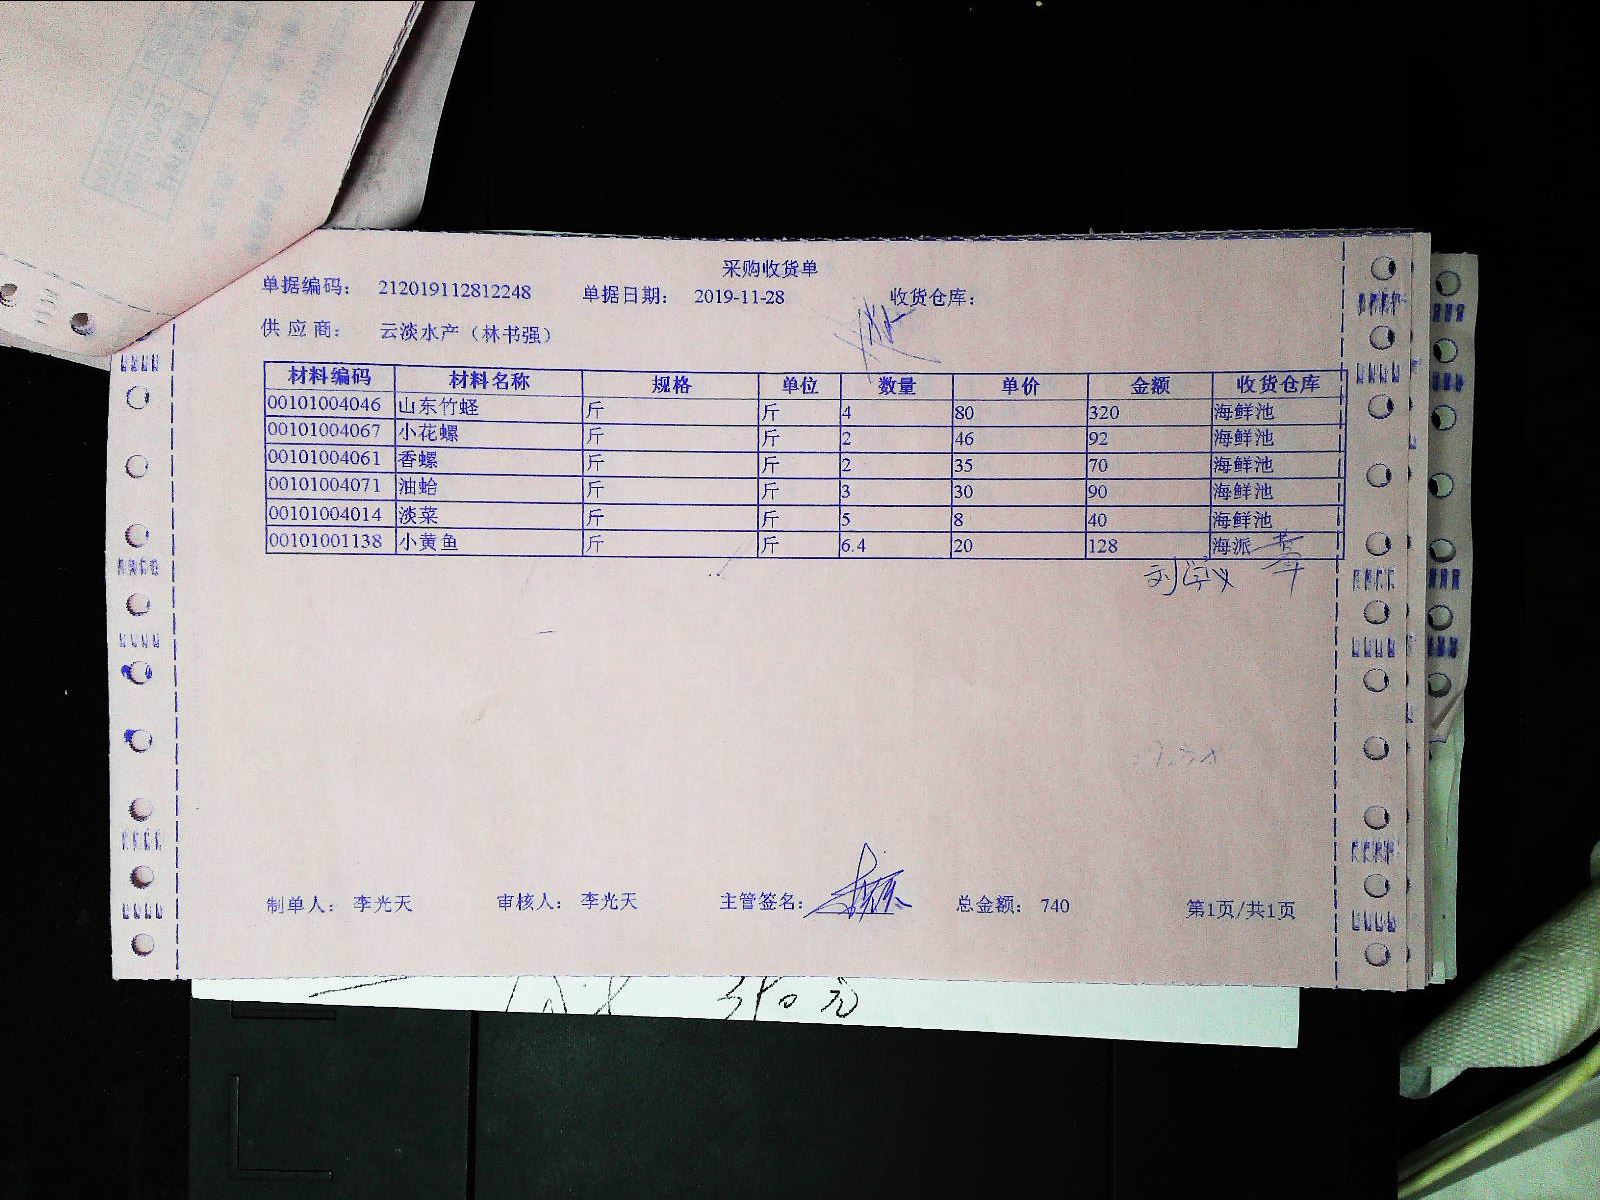 采购收货单
单据编码: 212019112812248 单据日期: 2019-11-28 收货仓库:
供应商: 云淡水产（林书强）
材料编码 材料名称 规格 单位 数量 单价 金额 收货仓库
00101004046 山东竹蛏 斤 斤 4 80 320 海鲜池
00101004067 小花螺 斤 斤 2 46 92 海鲜池
00101004061 香螺 斤 斤 2 35 70 海鲜池
00101004071 油蛤 斤 斤 3 30 90 海鲜池
00101004014 淡菜 斤 斤 5 8 40 海鲜池
00101001138 小黄鱼 斤 斤 6.4 20 128 海派
制单人: 李光天 审核人: 李光天 主管签名: 总金额: 740 第1页/共1页